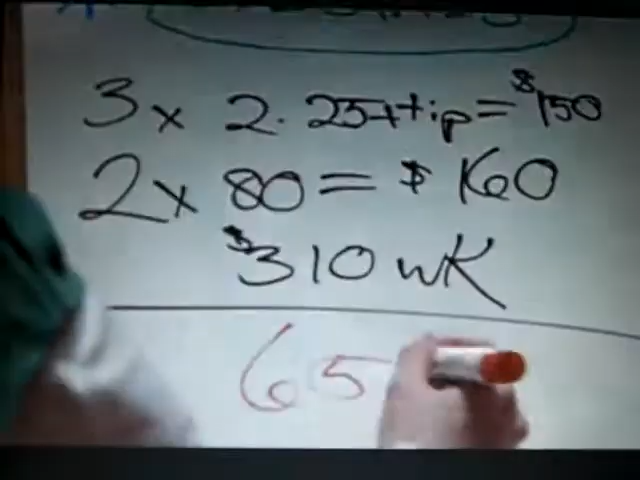 3 x 2.25 + tip = $150
2 x 80 = $160
$310 wk
65